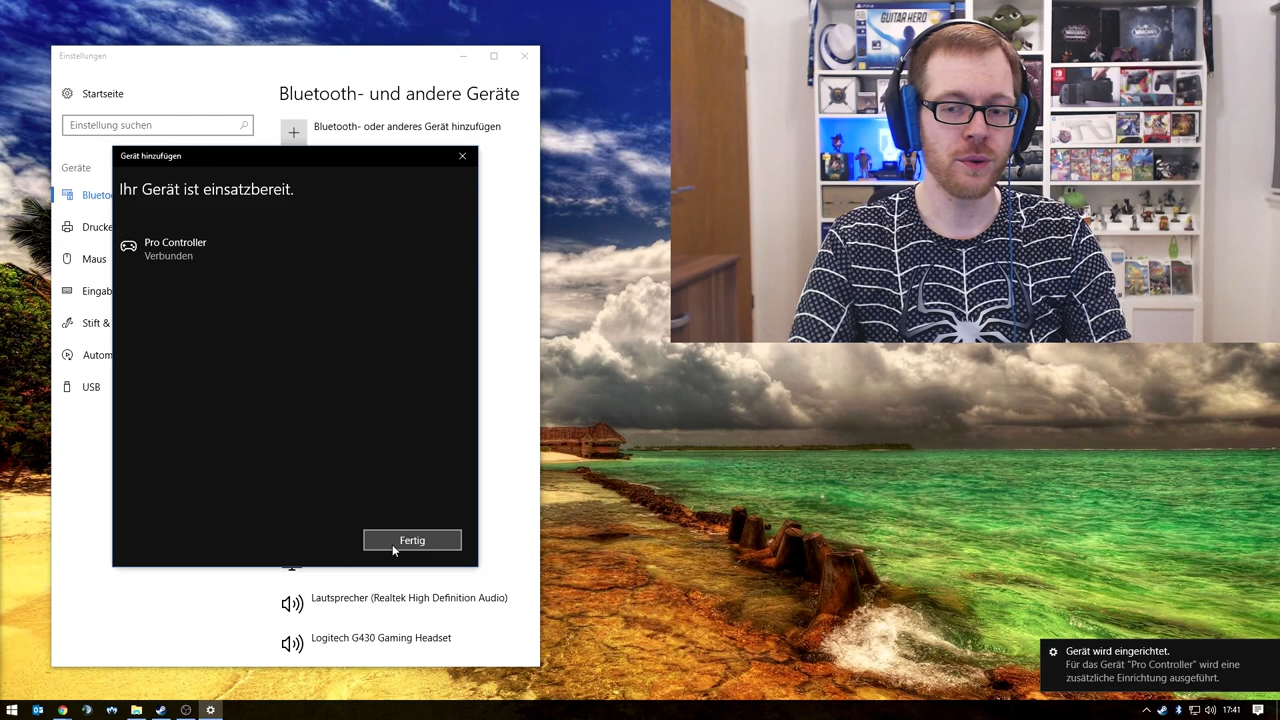 Einstellungen
Startseite
Einstellung suchen
Geräte
Drucke
Maus
Eingab
Stift &
Autom
USB
Bluetooth- und andere Geräte
Bluetooth- oder anderes Gerät hinzufügen
Gerät hinzufügen
Ihr Gerät ist einsatzbereit.
Pro Controller
Verbunden
Fertig
Lautsprecher (Realtek High Definition Audio)
Logitech G430 Gaming Headset
GUITAR HERO
Gerät wird eingerichtet.
Für das Gerät "Pro Controller" wird eine
zusätzliche Einrichtung ausgeführt.
17:41